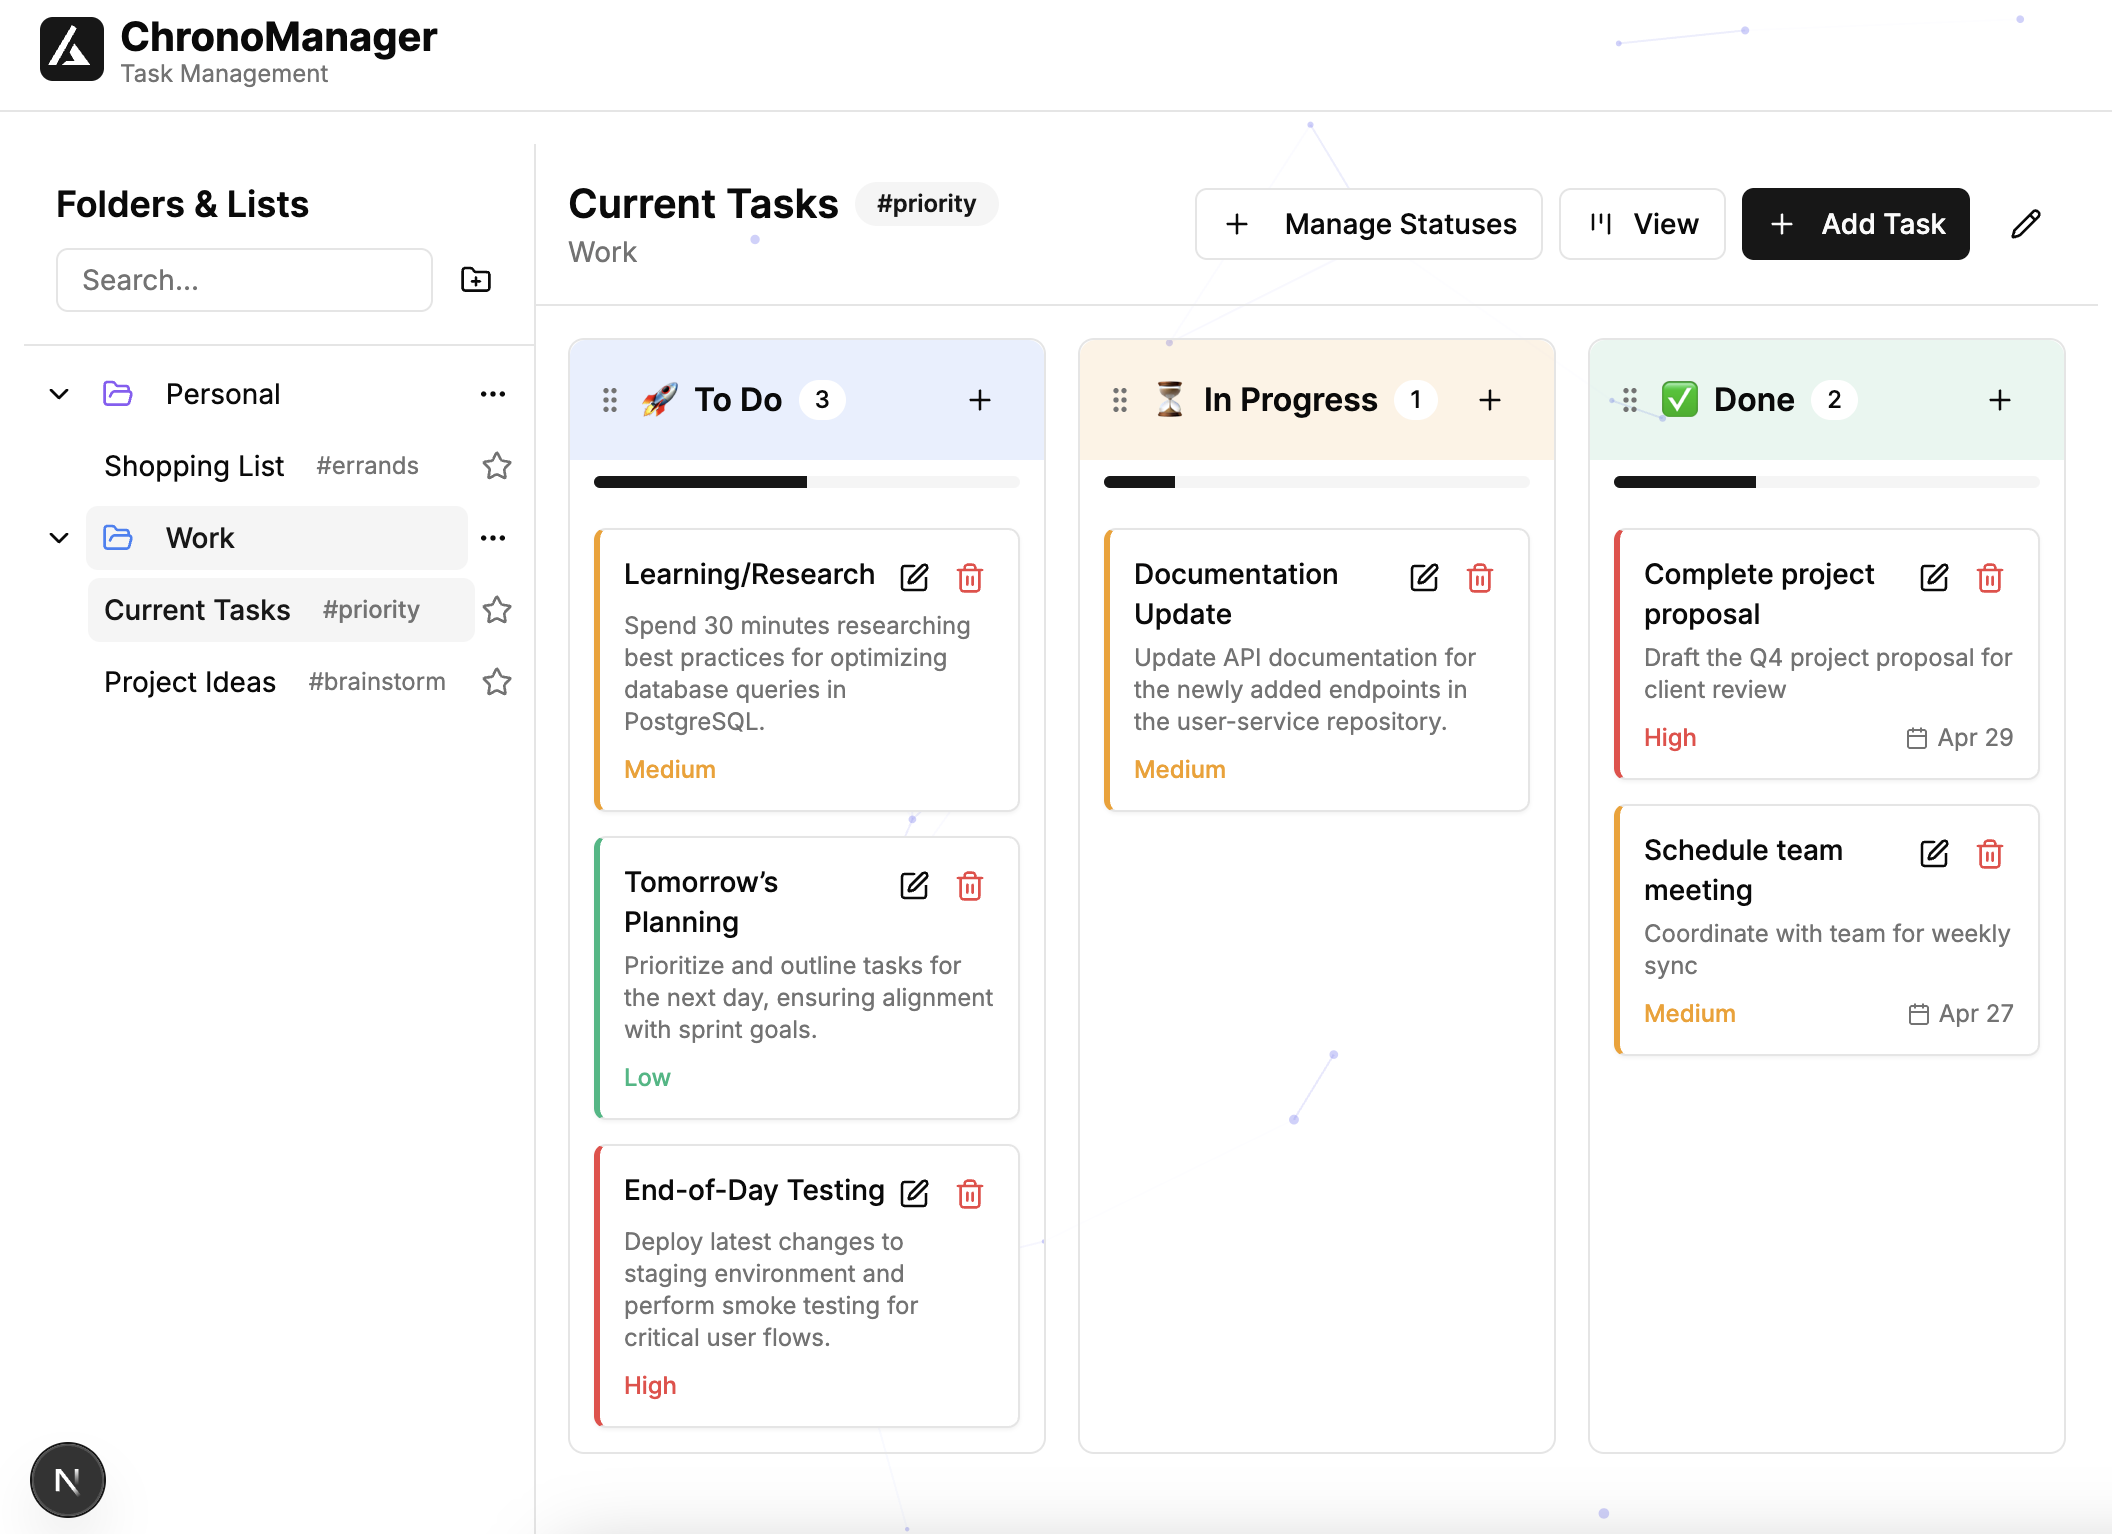 ChronoManager
Task Management
Folders & Lists
Search...
Personal
Shopping List #errands
Work
Current Tasks #priority
Project Ideas #brainstorm
N
Current Tasks #priority
Work
+ Manage Statuses
View
+ Add Task
🚀 To Do 3 +
Learning/Research
Spend 30 minutes researching
best practices for optimizing
database queries in
PostgreSQL.
Medium
Tomorrow’s
Planning
Prioritize and outline tasks for
the next day, ensuring alignment
with sprint goals.
Low
End-of-Day Testing
Deploy latest changes to
staging environment and
perform smoke testing for
critical user flows.
High
⏳ In Progress 1 +
Documentation
Update
Update API documentation for
the newly added endpoints in
the user-service repository.
Medium
✅ Done 2 +
Complete project
proposal
Draft the Q4 project proposal for
client review
High Apr 29
Schedule team
meeting
Coordinate with team for weekly
sync
Medium Apr 27